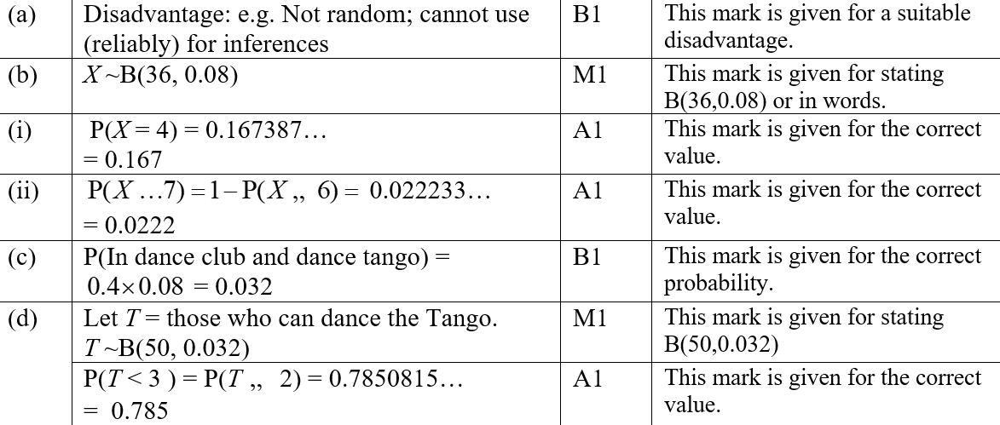 (a) Disadvantage: e.g. Not random; cannot use B1 This mark is given for a suitable
(reliably) for inferences disadvantage.
(b) X ~B(36, 0.08) M1 This mark is given for stating
B(36,0.08) or in words.
(i) P(X = 4) = 0.167387… A1 This mark is given for the correct
= 0.167 value.
(ii) P(X …7) =1− P(X ,, 6) = 0.022233… A1 This mark is given for the correct
= 0.0222 value.
(c) P(In dance club and dance tango) = B1 This mark is given for the correct
0.4×0.08 = 0.032 probability.
(d) Let T = those who can dance the Tango. M1 This mark is given for stating
T ~B(50, 0.032) B(50,0.032)
P(T < 3 ) = P(T ,, 2) = 0.7850815… A1 This mark is given for the correct
= 0.785 value.